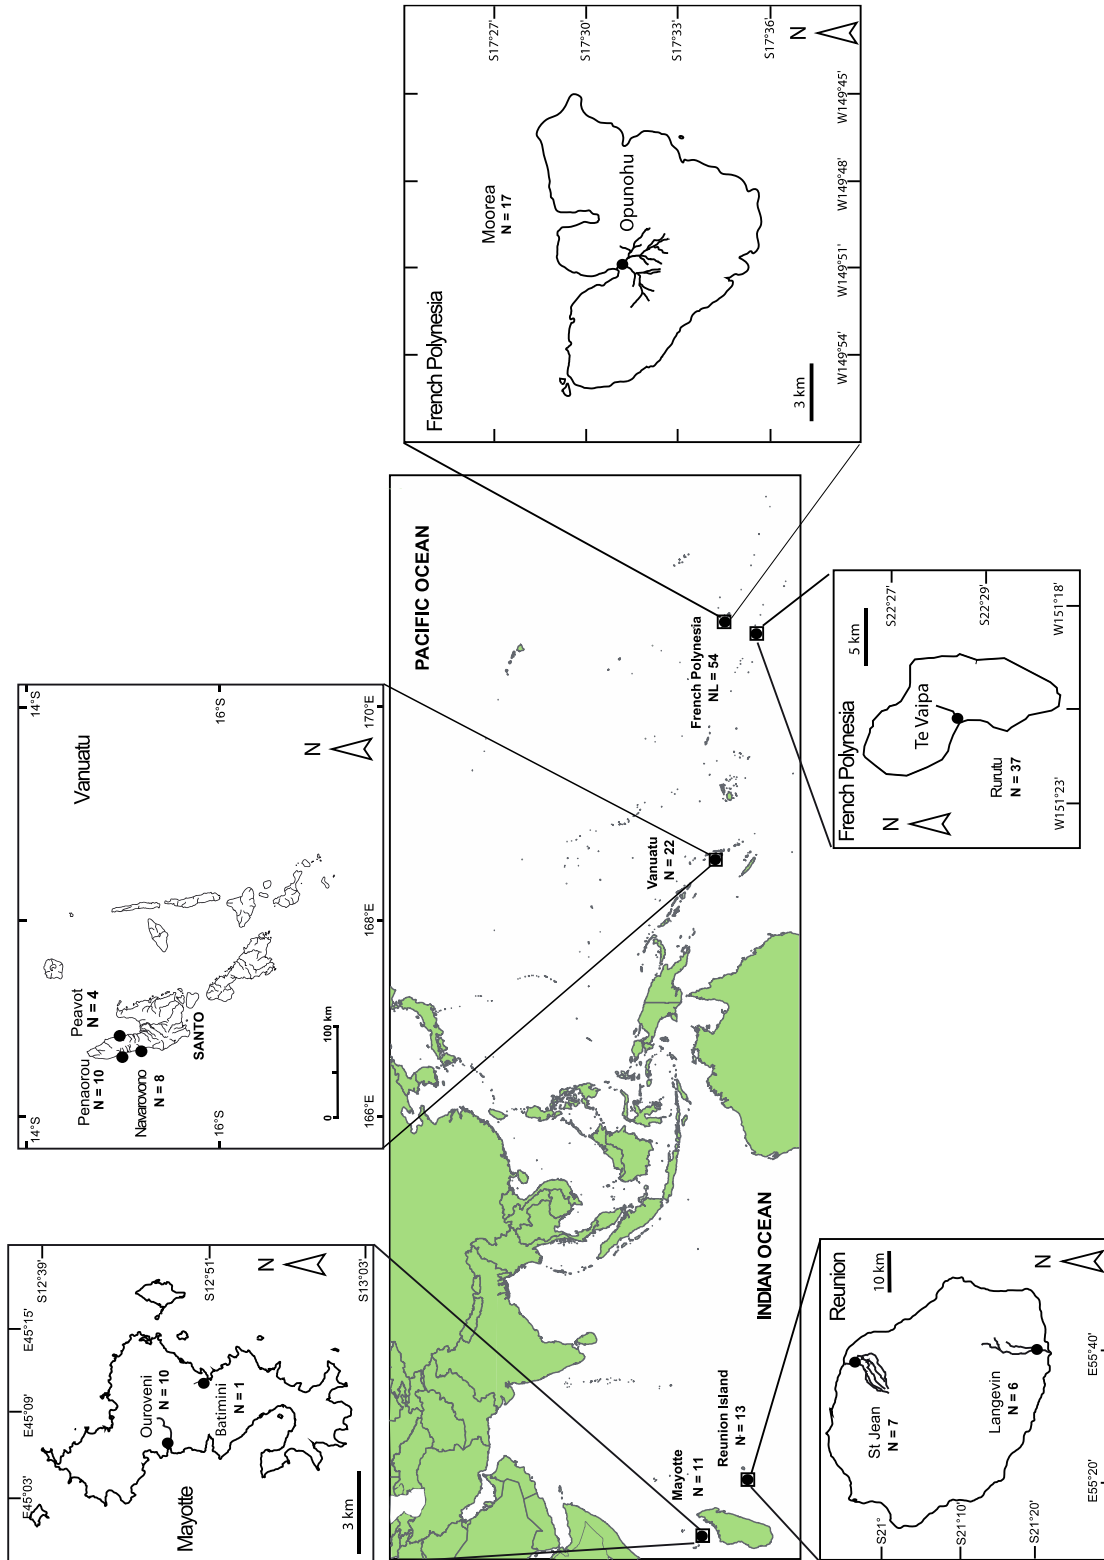 Mayotte
E45°03'
E45°09'
E45°15'
S12°39'
S12°51'
S13°03'
Ouroveni
N = 10
Batimini
N = 1
3 km
N
Vanuatu
14°S
14°S
16°S
16°S
166°E
168°E
170°E
Penaorou
N = 10
Peavot
N = 4
Navarovono
N = 8
SANTO
0
100 km
N
French Polynesia
Moorea
N = 17
Opunohu
S17°27'
S17°30'
S17°33'
S17°36'
W149°54'
W149°51'
W149°48'
W149°45'
3 km
N
PACIFIC OCEAN
INDIAN OCEAN
Mayotte
N = 11
Reunion Island
N = 13
Vanuatu
N = 22
French Polynesia
NL = 54
Reunion
10 km
St Jean
N = 7
Langevin
N = 6
S21°
S21°10'
S21°20'
E55°20'
E55°40'
N
French Polynesia
5 km
Te Vaipa
Rurutu
N = 37
S22°27'
S22°29'
W151°23'
W151°18'
N